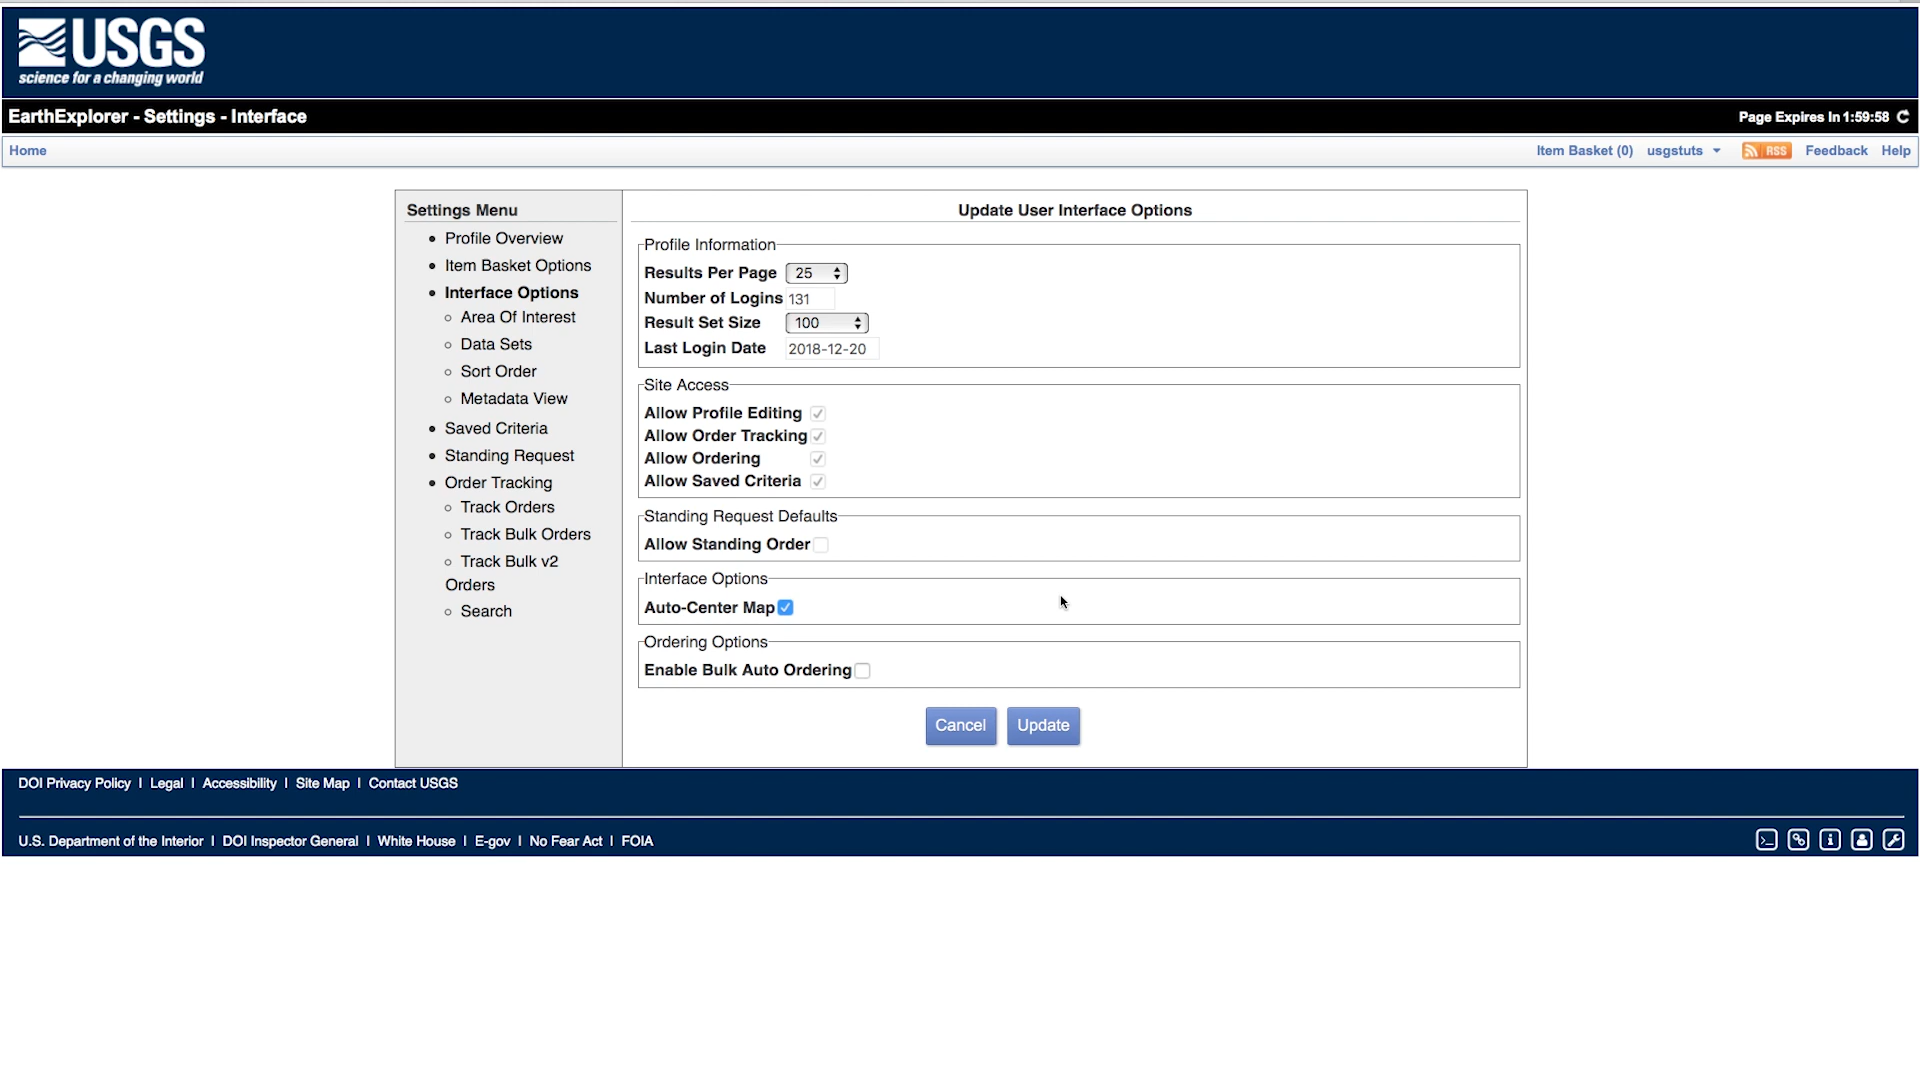 USGS
science for a changing world
EarthExplorer - Settings - Interface
Page Expires In 1:59:58
Home
Item Basket (0) usgstuts RSS Feedback Help
Settings Menu
Profile Overview
Item Basket Options
Interface Options
Area Of Interest
Data Sets
Sort Order
Metadata View
Saved Criteria
Standing Request
Order Tracking
Track Orders
Track Bulk Orders
Track Bulk v2
Orders
Search
Update User Interface Options
Profile Information
Results Per Page 25
Number of Logins 131
Result Set Size 100
Last Login Date 2018-12-20
Site Access
Allow Profile Editing
Allow Order Tracking
Allow Ordering
Allow Saved Criteria
Standing Request Defaults
Allow Standing Order
Interface Options
Auto-Center Map
Ordering Options
Enable Bulk Auto Ordering
Cancel Update
DOI Privacy Policy | Legal | Accessibility | Site Map | Contact USGS
U.S. Department of the Interior | DOI Inspector General | White House | E-gov | No Fear Act | FOIA